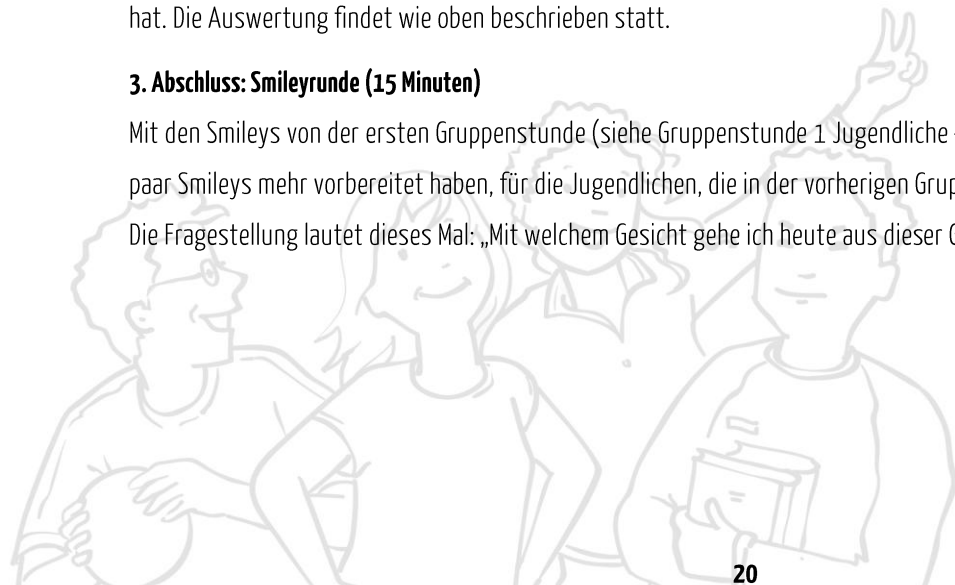 hat. Die Auswertung findet wie oben beschrieben statt.
3. Abschluss: Smileyrunde (15 Minuten)
Mit den Smileys von der ersten Gruppenstunde (siehe Gruppenstunde 1 Jugendliche
paar Smileys mehr vorbereitet haben, für die Jugendlichen, die in der vorherigen
Die Fragestellung lautet dieses Mal: „Mit welchem Gesicht gehe ich heute aus dieser
20